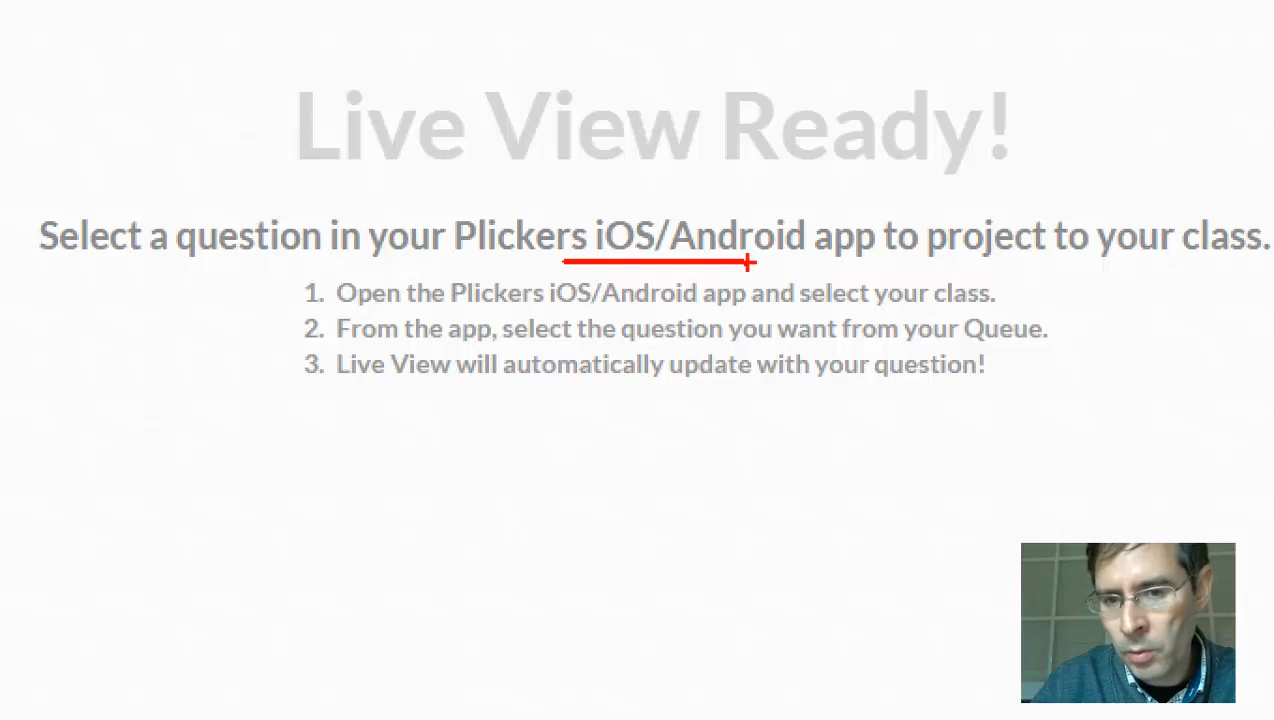 Live View Ready!
Select a question in your Plickers iOS/Android app to project to your class.
1. Open the Plickers iOS/Android app and select your class.
2. From the app, select the question you want from your Queue.
3. Live View will automatically update with your question!